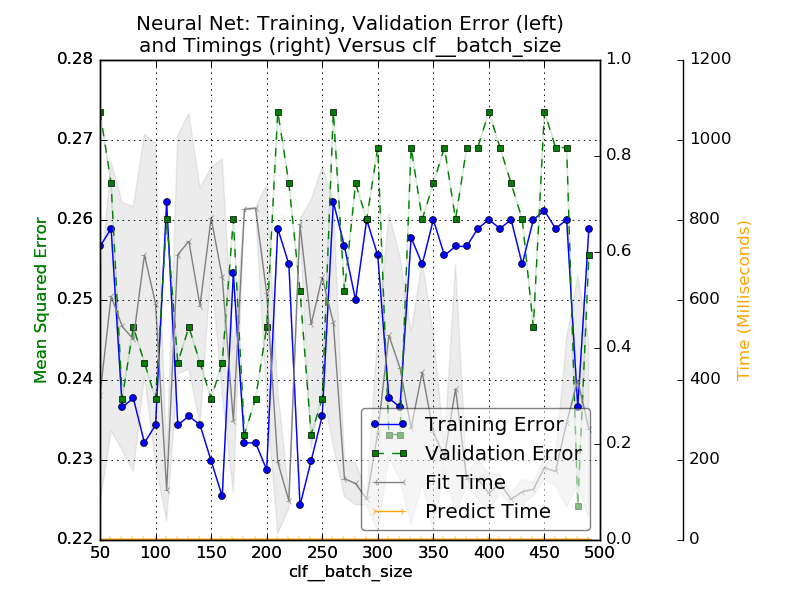 Neural Net: Training, Validation Error (left)
and Timings (right) Versus clf__batch_size
Mean Squared Error
0.28
0.27
0.26
0.25
0.24
0.23
0.22
50 100 150 200 250 300 350 400 450 500
clf__batch_size
1.0
0.8
0.6
0.4
0.2
0.0
1200
1000
800
600
400
200
0
Time (Milliseconds)
Training Error
Validation Error
Fit Time
Predict Time